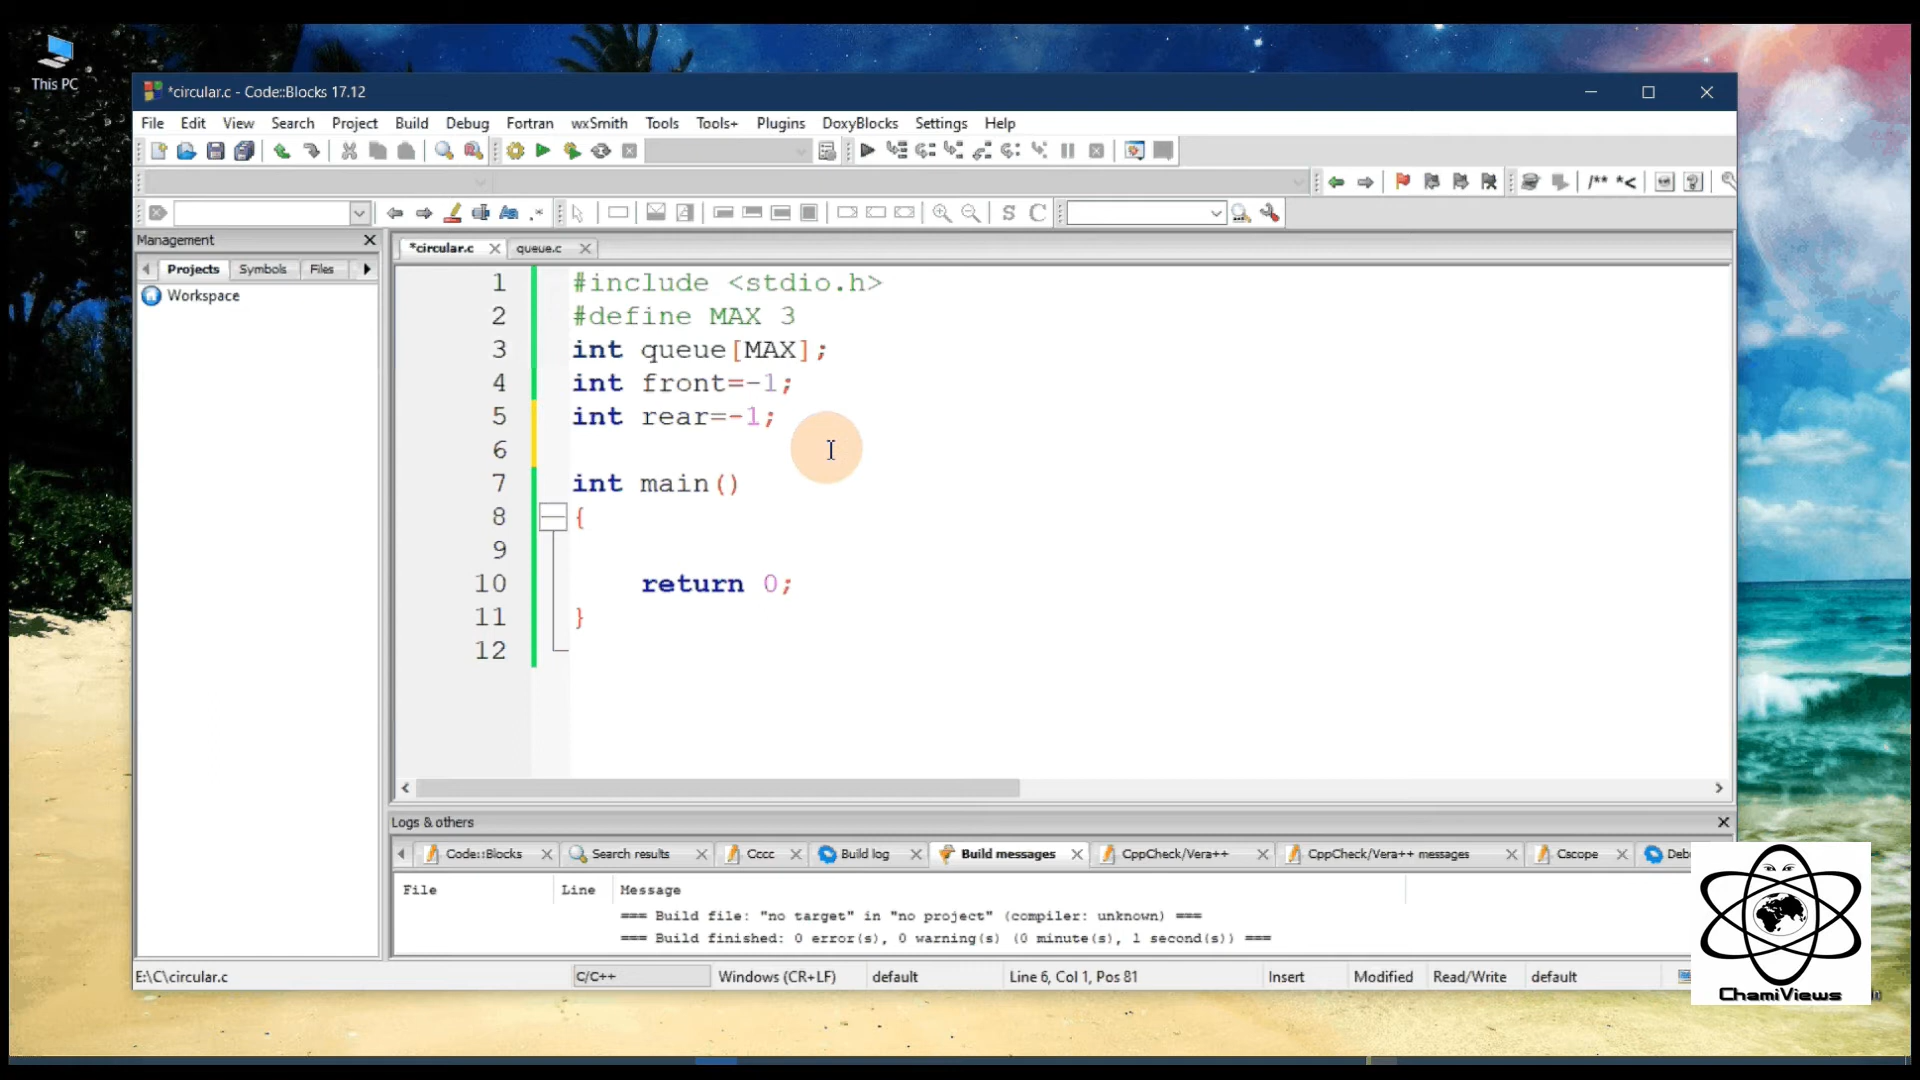 This PC
*circular.c - Code::Blocks 17.12
File Edit View Search Project Build Debug Fortran wxSmith Tools Tools+ Plugins DoxyBlocks Settings Help
/** *<
Aa .*
S C
Management
*circular.c queue.c
Projects Symbols Files
Workspace
1 #include <stdio.h>
2 #define MAX 3
3 int queue[MAX];
4 int front=-1;
5 int rear=-1;
6
7 int main()
8 {
9
10 return 0;
11 }
12
Logs & others
Code::Blocks Search results Cccc Build log Build messages CppCheck/Vera++ CppCheck/Vera++ messages Cscope
File Line Message
=== Build file: "no target" in "no project" (compiler: unknown) ===
=== Build finished: 0 error(s), 0 warning(s) (0 minute(s), 1 second(s)) ===
E:\C\circular.c C/C++ Windows (CR+LF) default Line 6, Col 1, Pos 81 Insert Modified Read/Write default
ChamiViews